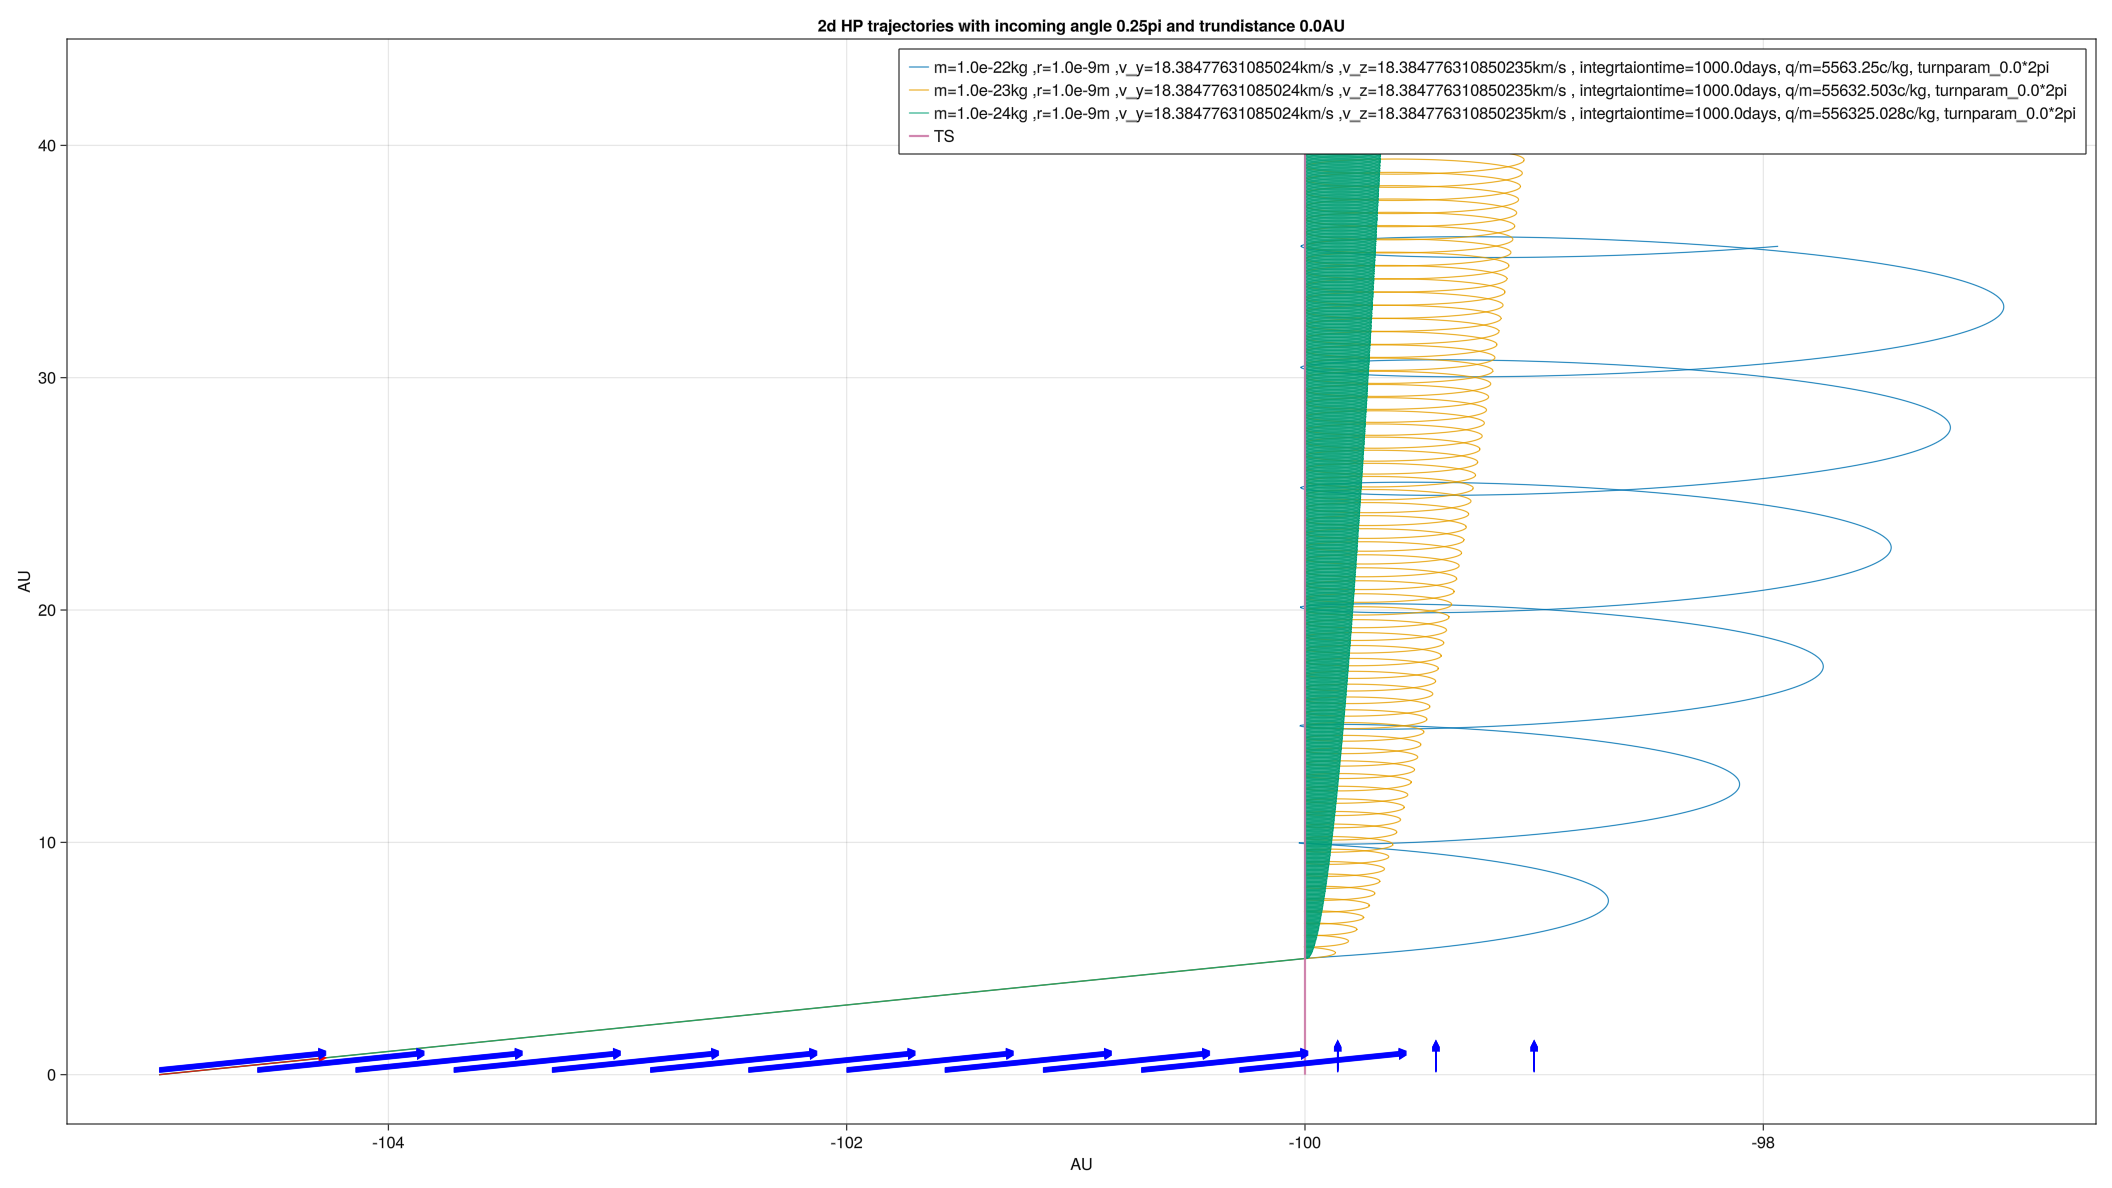 2d HP trajectories with incoming angle 0.25pi and trundistance 0.0AU
m=1.0e-22kg ,r=1.0e-9m ,v_y=18.38477631085024km/s ,v_z=18.384776310850235km/s , integrtaiontime=1000.0days, q/m=5563.25c/kg, turnparam_0.0*2pi
m=1.0e-23kg ,r=1.0e-9m ,v_y=18.38477631085024km/s ,v_z=18.384776310850235km/s , integrtaiontime=1000.0days, q/m=55632.503c/kg, turnparam_0.0*2pi
m=1.0e-24kg ,r=1.0e-9m ,v_y=18.38477631085024km/s ,v_z=18.384776310850235km/s , integrtaiontime=1000.0days, q/m=556325.028c/kg, turnparam_0.0*2pi
TS
40
30
20
10
0
AU
-104
-102
-100
-98
AU